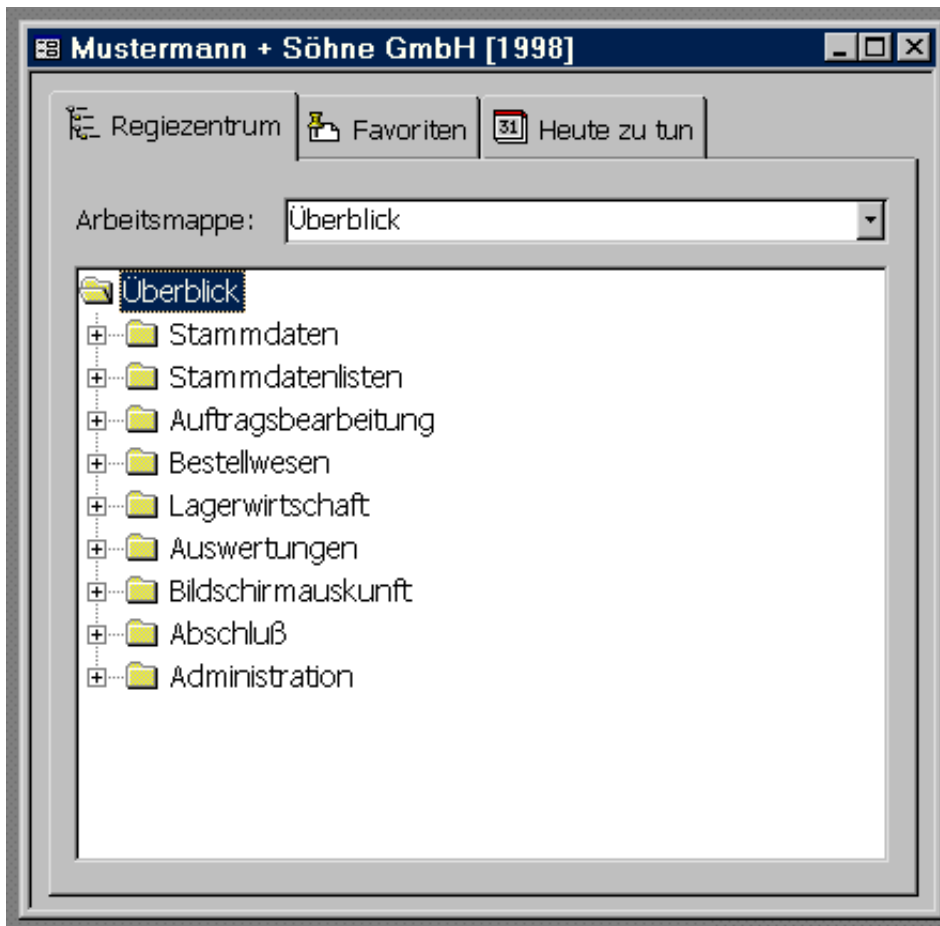 Mustermann + Söhne GmbH [1998]
Regiezentrum
Favoriten
31
Heute zu tun
Arbeitsmappe:
Überblick
Überblick
Stammdaten
Stammdatenlisten
Auftragsbearbeitung
Bestellwesen
Lagerwirtschaft
Auswertungen
Bildschirmauskunft
Abschluß
Administration